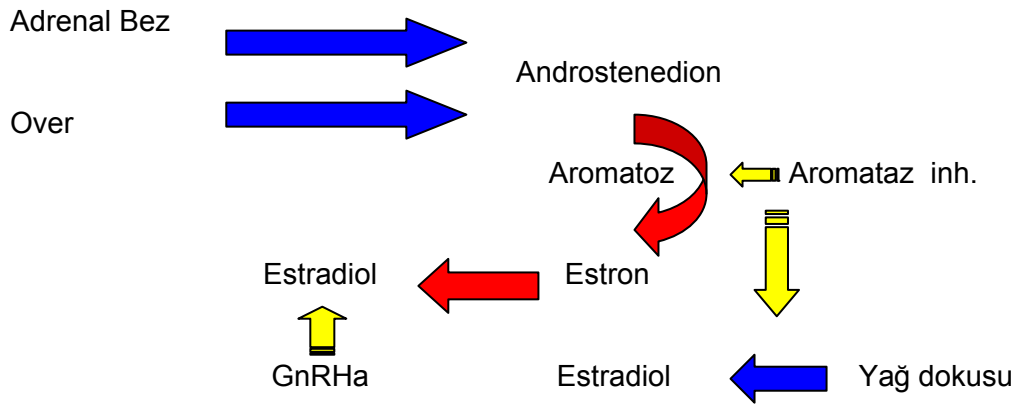 Adrenal Bez
Androstenedion
Over
Aromatoz
Aromataz inh.
Estradiol
Estron
GnRHa
Estradiol
Yağ dokusu